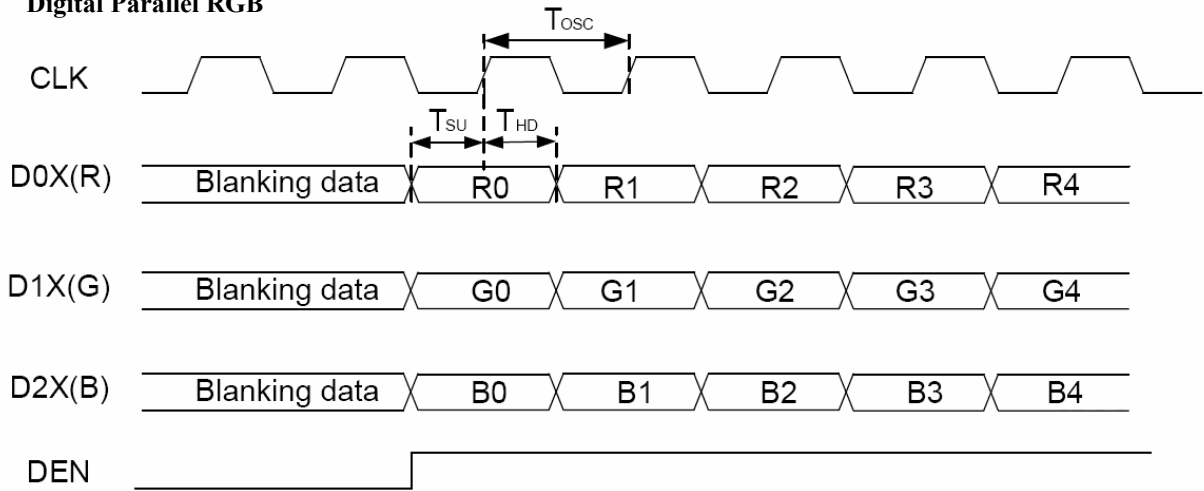 Digital Parallel RGB
Tosc
CLK
TSU THD
D0X(R) Blanking data R0 R1 R2 R3 R4
D1X(G) Blanking data G0 G1 G2 G3 G4
D2X(B) Blanking data B0 B1 B2 B3 B4
DEN